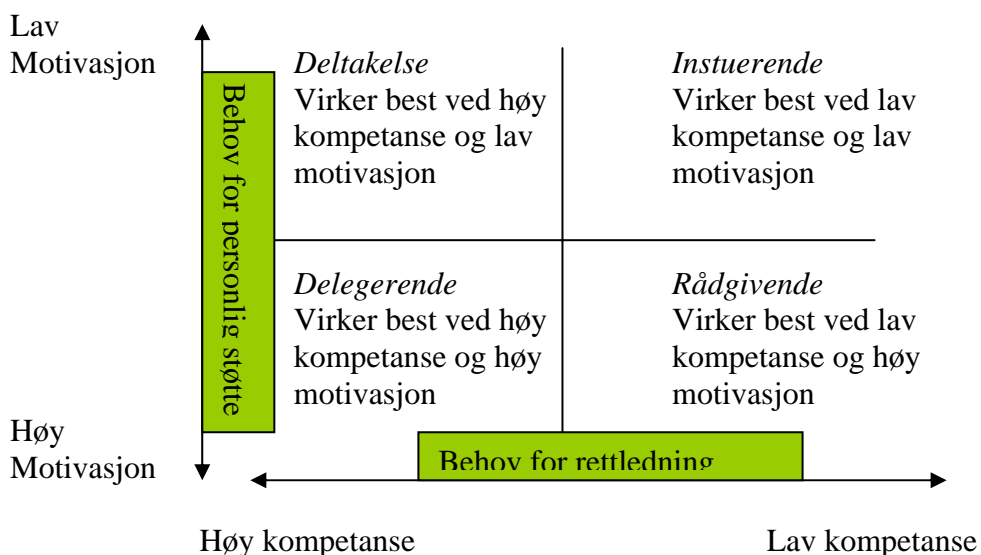 Lav
Motivasjon
Deltakelse
Virker best ved høy
kompetanse og lav
motivasjon
Instuerende
Virker best ved lav
kompetanse og lav
motivasjon
Behov for personlig støtte
Delegerende
Virker best ved høy
kompetanse og høy
motivasjon
Rådgivende
Virker best ved lav
kompetanse og høy
motivasjon
Høy
Motivasjon
Behov for rettledning
Høy kompetanse
Lav kompetanse